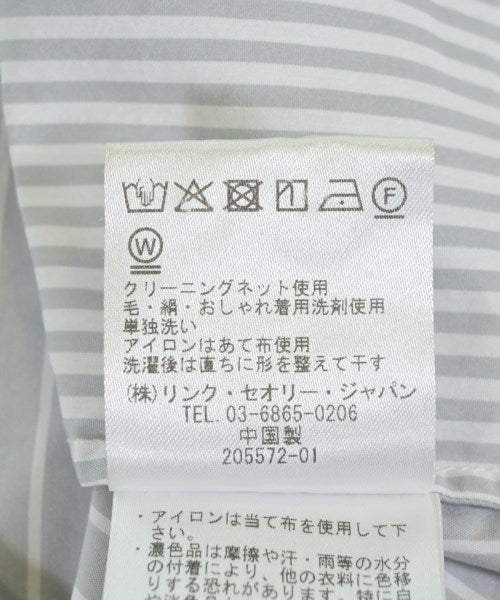 F
W
クリーニングネット使用
毛・絹・おしゃれ着用洗剤使用
単独洗い
アイロンはあて布使用
洗濯後は直ちに形を整えて干す
(株)リンク・セオリー・ジャパン
TEL. 03-6865-0206
中国製
205572-01
・アイロンは当て布を使用して下
さい。
・濃色品は摩擦や汗・雨等の水分
の付着により、他の衣料に色移
りする恐れがあります。特に白